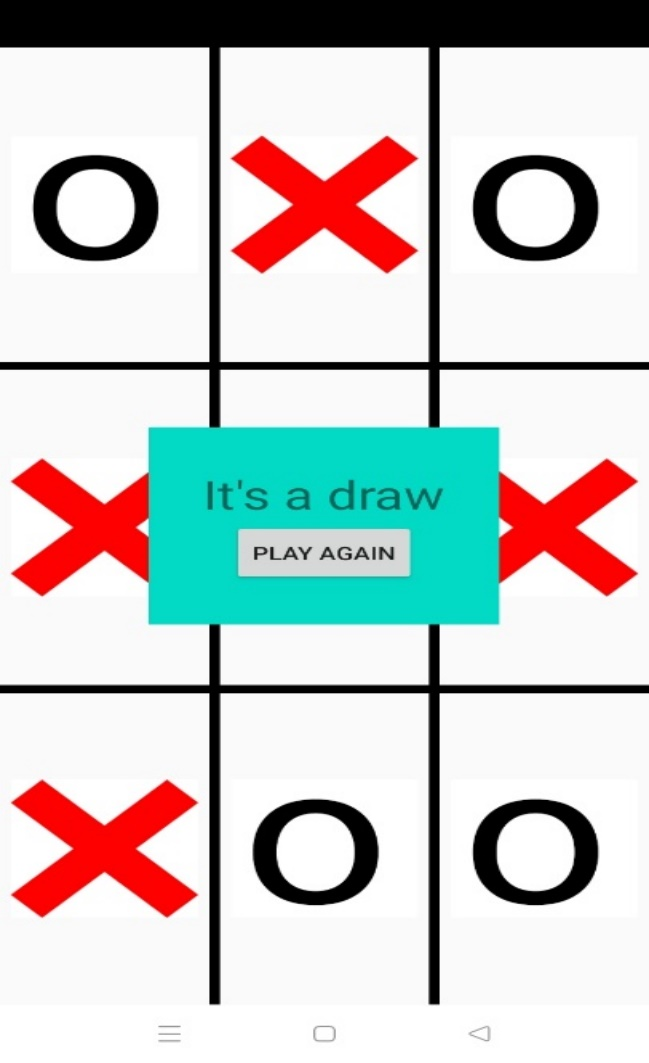 O X O
It's a draw
PLAY AGAIN
X X
X O O